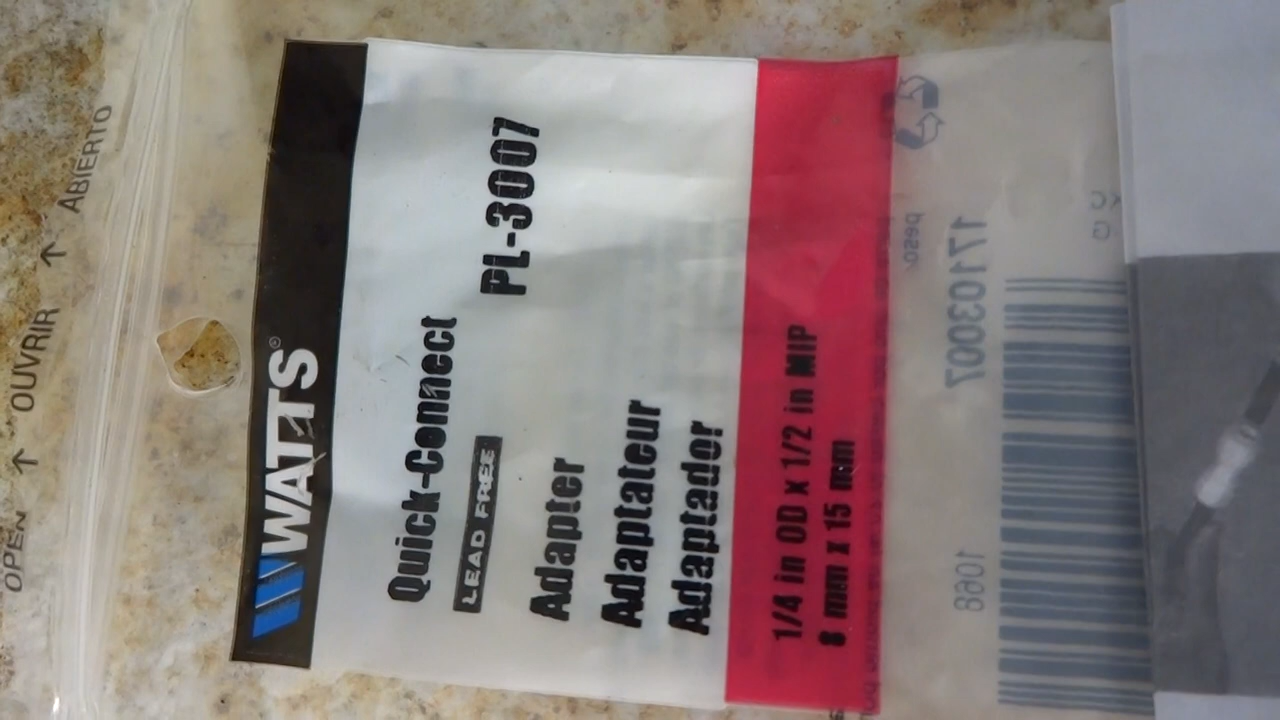 OPEN ↑ OUVRIR ↑ ABIERTO
WATTS®
Quick-Connect
LEAD FREE
PL-3007
Adapter
Adaptateur
Adaptador
1/4 in OD x 1/2 in MIP
8 mm x 15 mm
peso.
17103007
1068